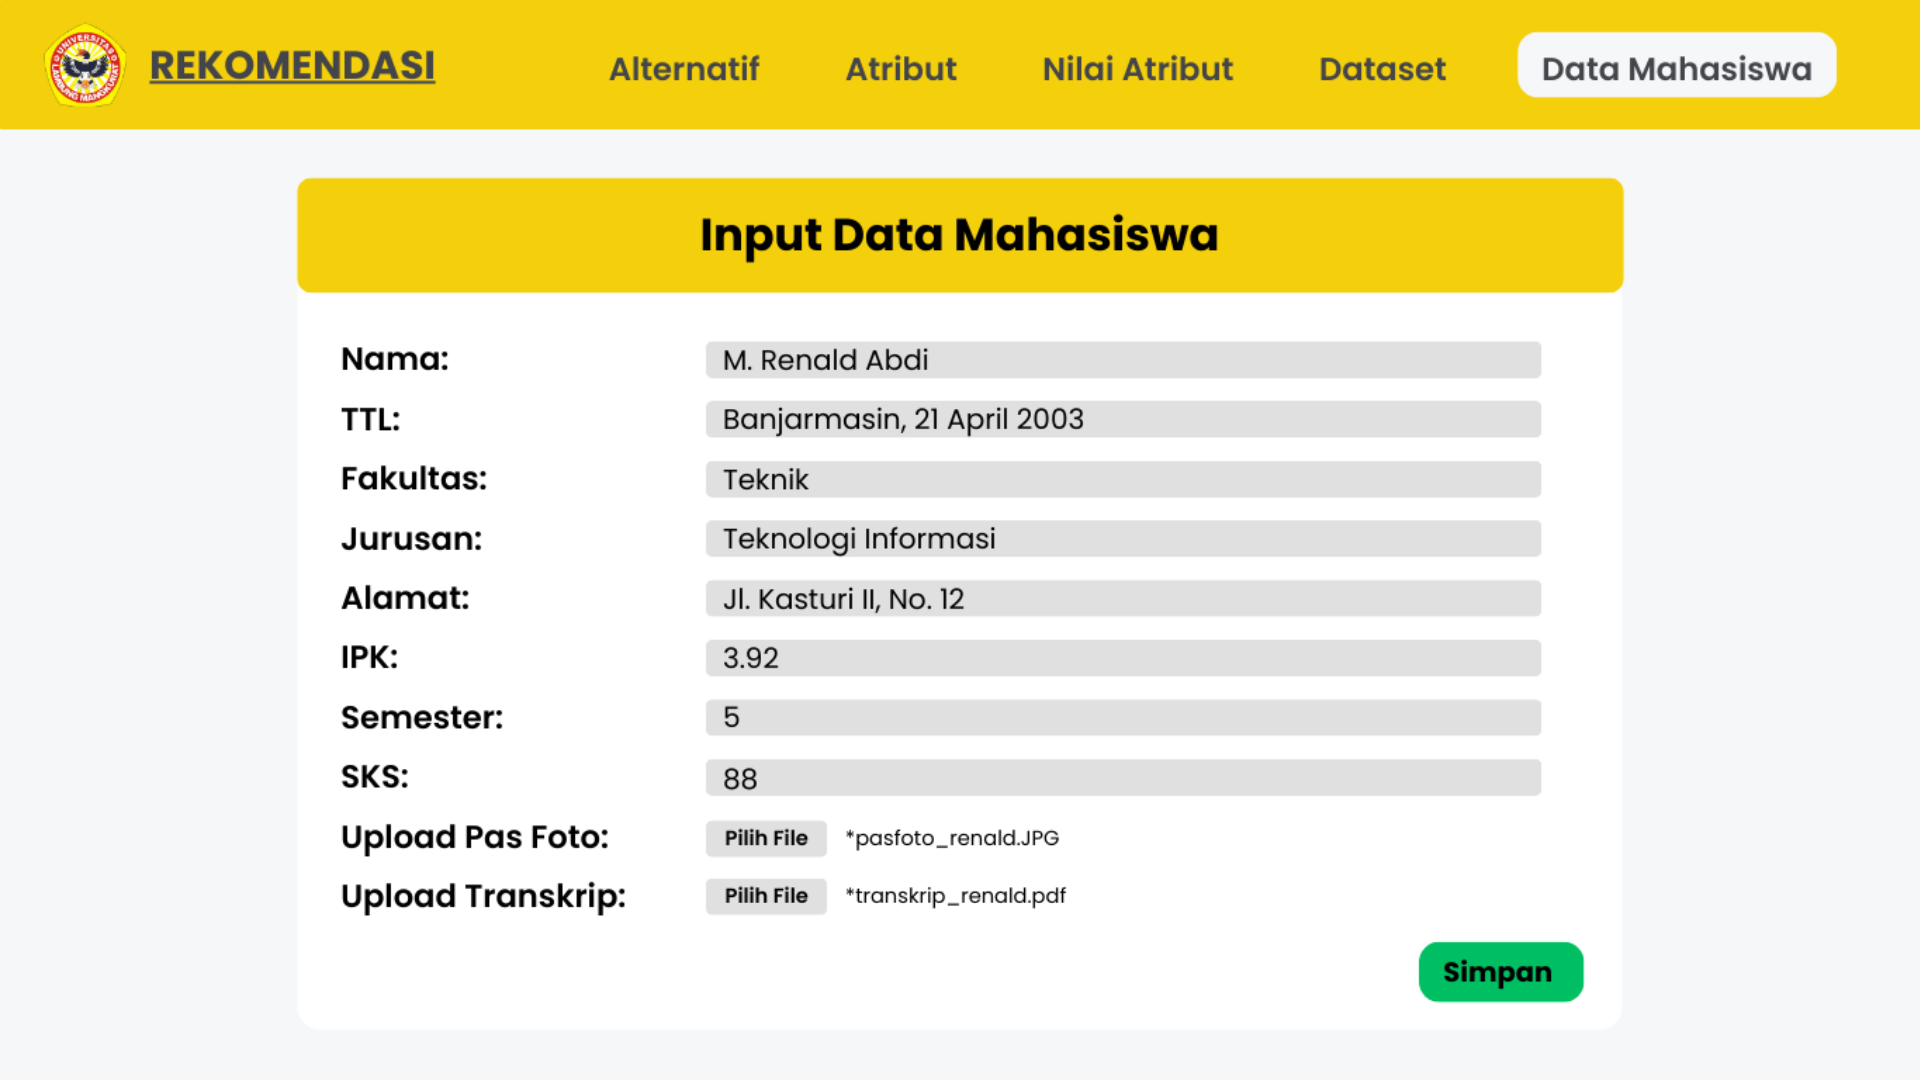 UNIVERSITAS
LAMBUNG MANGKURAT
REKOMENDASI
Alternatif
Atribut
Nilai Atribut
Dataset
Data Mahasiswa
Input Data Mahasiswa
Nama: M. Renald Abdi
TTL: Banjarmasin, 21 April 2003
Fakultas: Teknik
Jurusan: Teknologi Informasi
Alamat: Jl. Kasturi II, No. 12
IPK: 3.92
Semester: 5
SKS: 88
Upload Pas Foto: Pilih File *pasfoto_renald.JPG
Upload Transkrip: Pilih File *transkrip_renald.pdf
Simpan